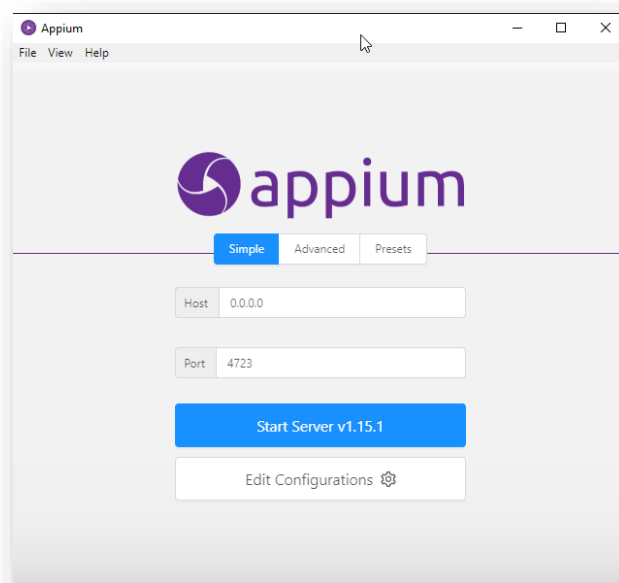 Appium
File View Help
appium
Simple Advanced Presets
Host 0.0.0.0
Port 4723
Start Server v1.15.1
Edit Configurations